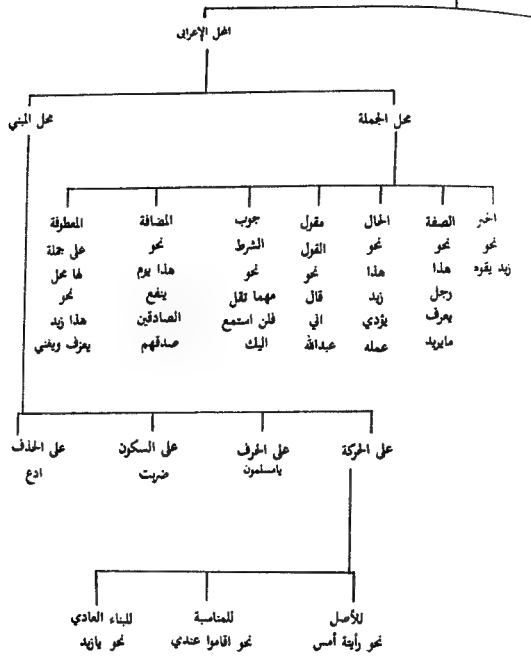 المحل الإعرابى
محل الجملة
محل المبني
الخبر
نحو
زيد يقوم
الصفة
نحو
هذا
رجل
يعرف
مايريد
الحال
نحو
هذا
زيد
يؤدي
عمله
مقول
القول
نحو
قال
اني
عبدالله
جوب
الشرط
نحو
مهما تقل
فلن استمع
اليك
المضافة
نحو
هذا يوم
ينفع
الصادقين
صدقهم
المعطوفة
على جملة
لها محل
نحو
هذا زيد
يعزف ويغني
على الحركة
على الحرف
يامسلمون
على السكون
ضربت
على الحذف
ادع
للأصل
نحو رأيتة أمس
للمناسبة
نحو اقاموا عندي
للبناء العادي
نحو يازيد